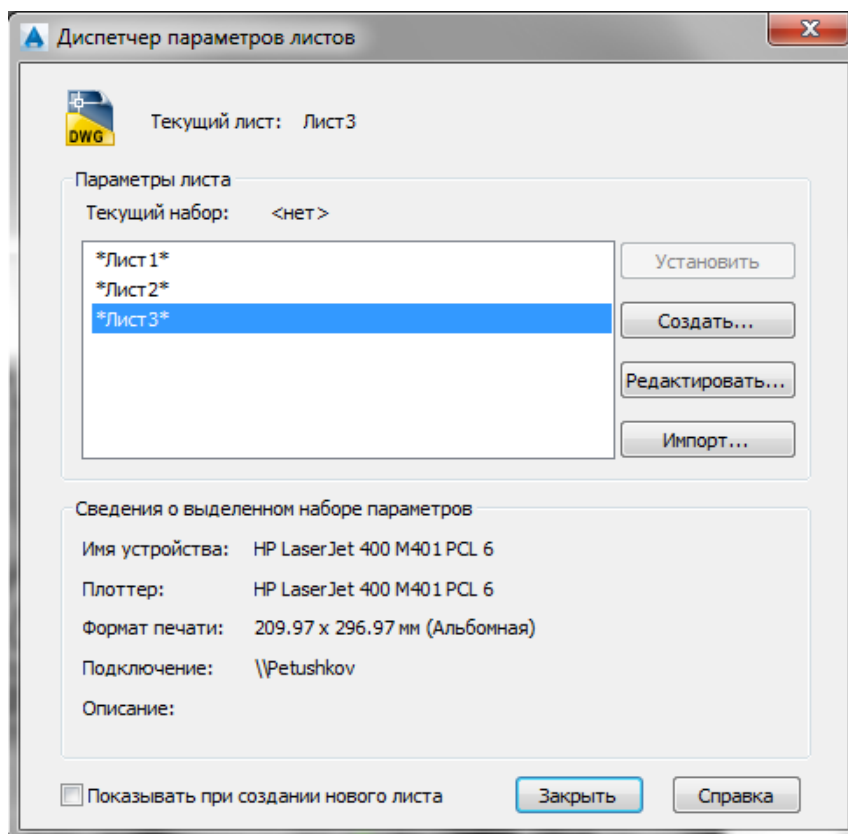 Диспетчер параметров листов
DWG
Текущий лист: Лист3
Параметры листа
Текущий набор: <нет>
*Лист1*
*Лист2*
*Лист3*
Установить
Создать...
Редактировать...
Импорт...
Сведения о выделенном наборе параметров
Имя устройства: HP LaserJet 400 M401 PCL 6
Плоттер: HP LaserJet 400 M401 PCL 6
Формат печати: 209.97 x 296.97 мм (Альбомная)
Подключение: \\Petushkov
Описание:
Показывать при создании нового листа
Закрыть
Справка